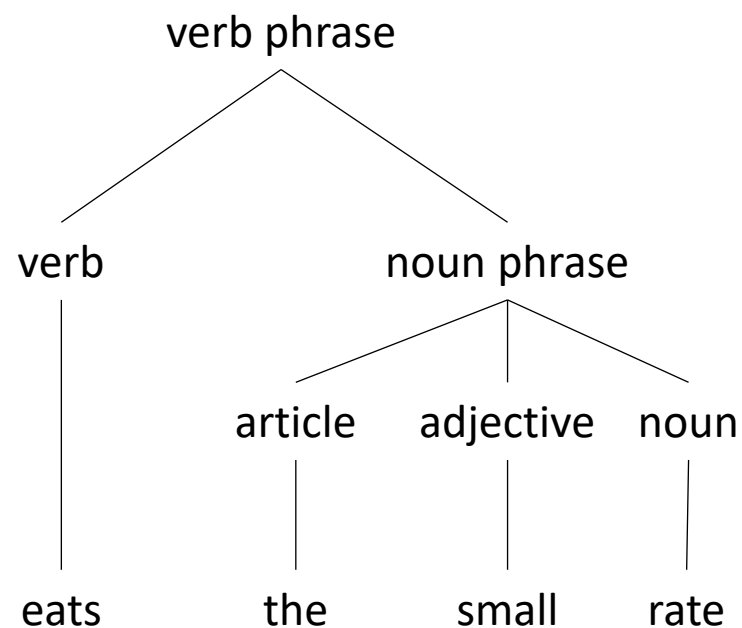 verb phrase
verb noun phrase
article adjective noun
eats the small rate